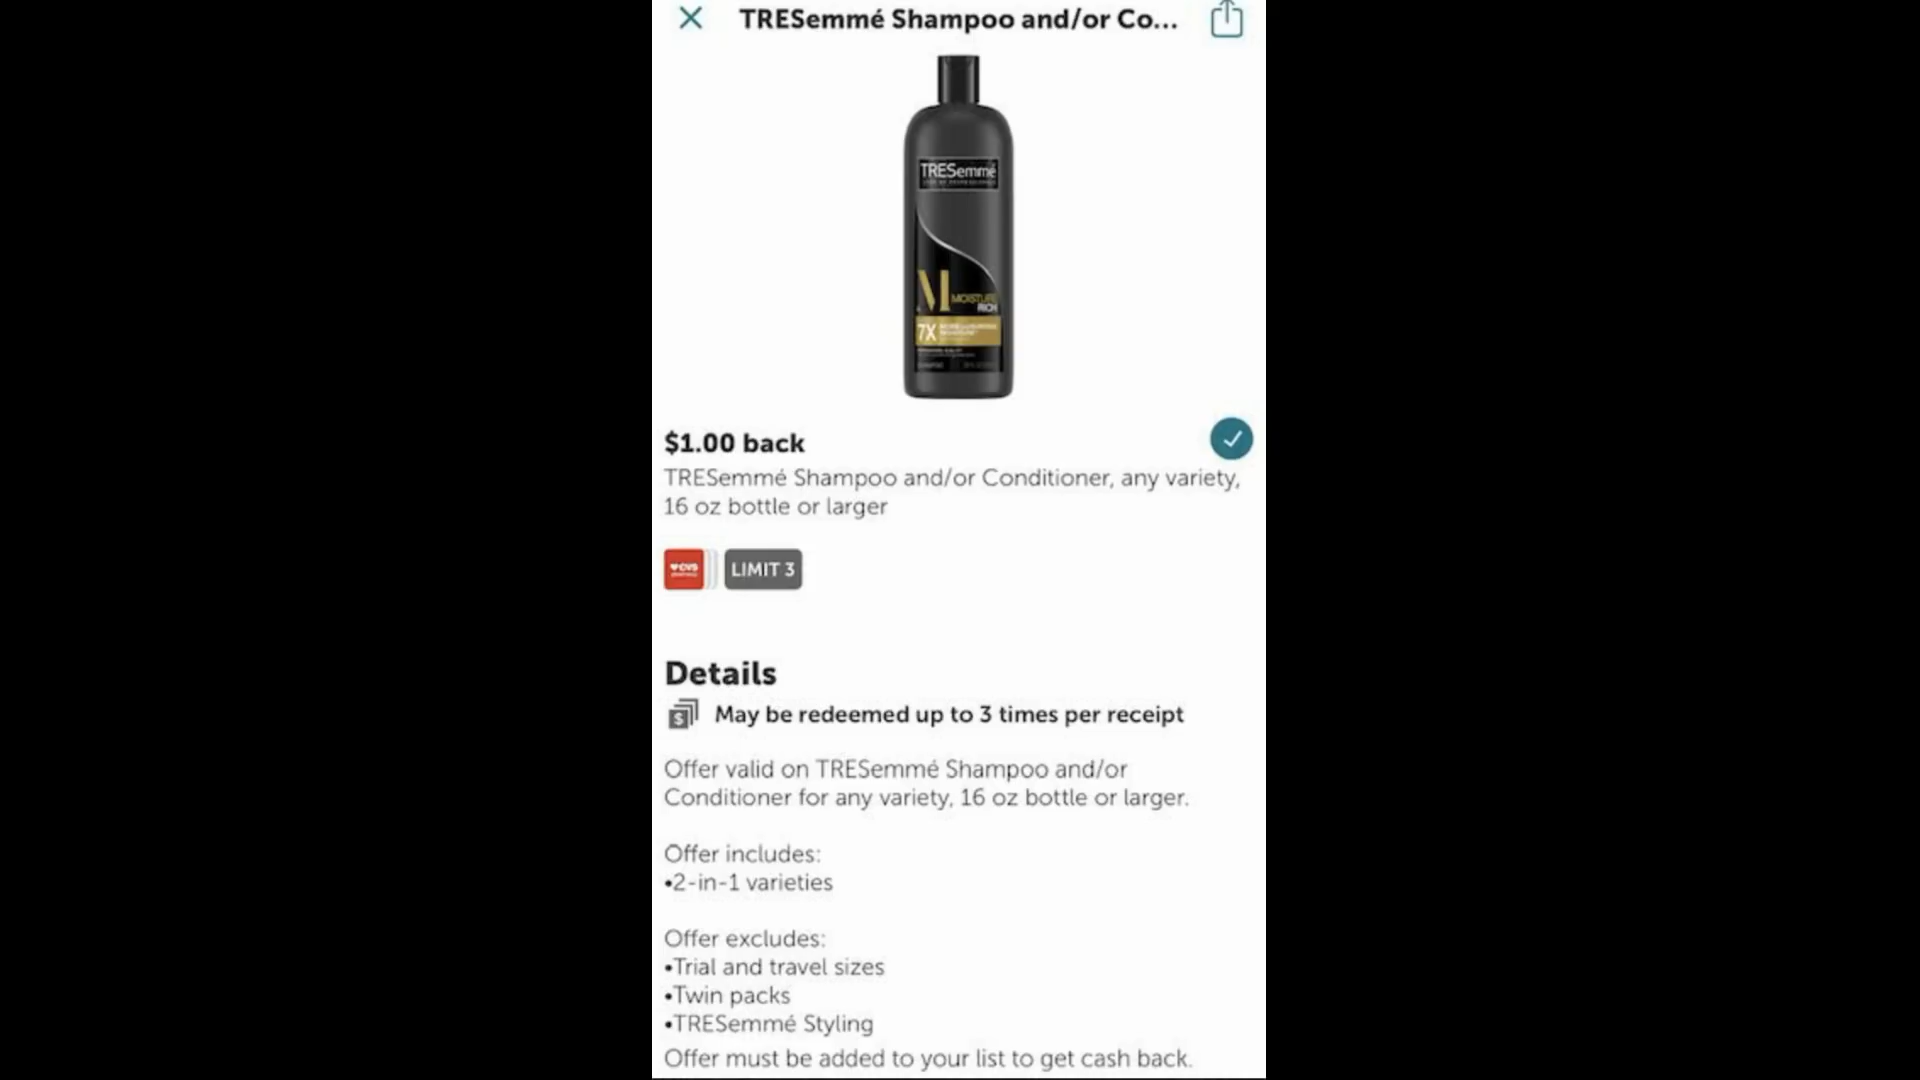 TRESemmé Shampoo and/or Co...
TRESemmé
M MOISTURE
RICH
7X
$1.00 back
TRESemmé Shampoo and/or Conditioner, any variety,
16 oz bottle or larger
CVS
LIMIT 3
Details
$ May be redeemed up to 3 times per receipt
Offer valid on TRESemmé Shampoo and/or
Conditioner for any variety, 16 oz bottle or larger.
Offer includes:
•2-in-1 varieties
Offer excludes:
•Trial and travel sizes
•Twin packs
•TRESemmé Styling
Offer must be added to your list to get cash back.